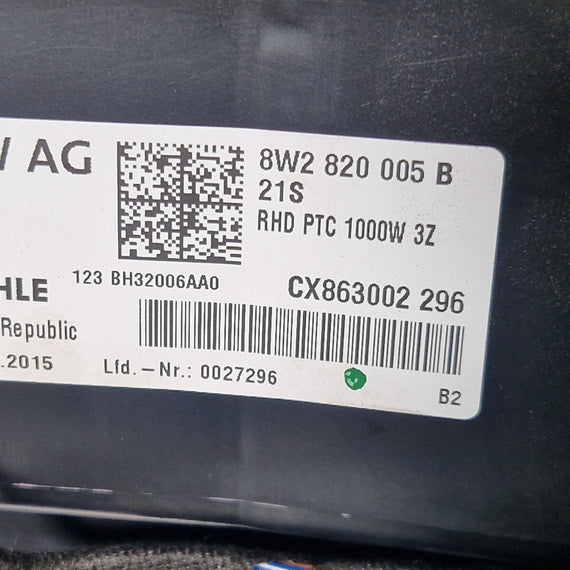 AG
8W2 820 005 B
21S
RHD PTC 1000W 3Z
123 BH32006AA0
HLE
CX863002 296
Republic
.2015
Lfd.-Nr.: 0027296
B2